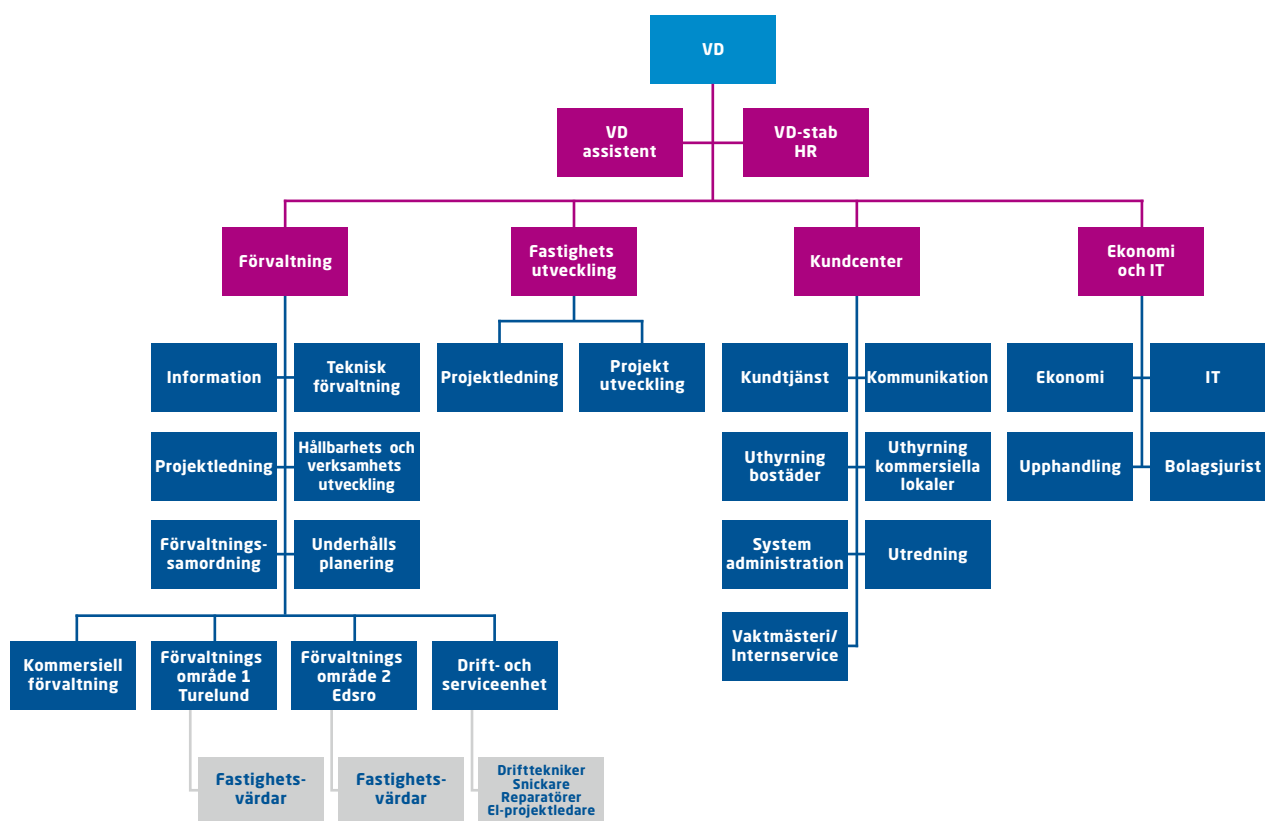 VD
VD
assistent
VD-stab
HR
Förvaltning
Fastighets
utveckling
Kundcenter
Ekonomi
och IT
Information
Teknisk
förvaltning
Projektledning
Projekt
utveckling
Kundtjänst
Kommunikation
Ekonomi
IT
Projektledning
Hållbarhets och
verksamhets
utveckling
Uthyrning
bostäder
Uthyrning
kommersiella
lokaler
Upphandling
Bolagsjurist
Förvaltnings-
samordning
Underhålls
planering
System
administration
Utredning
Vaktmästeri/
Internservice
Kommersiell
förvaltning
Förvaltnings
område 1
Turelund
Förvaltnings
område 2
Edsro
Drift- och
serviceenhet
Fastighets-
värdar
Fastighets-
värdar
Drifttekniker
Snickare
Reparatörer
El-projektledare